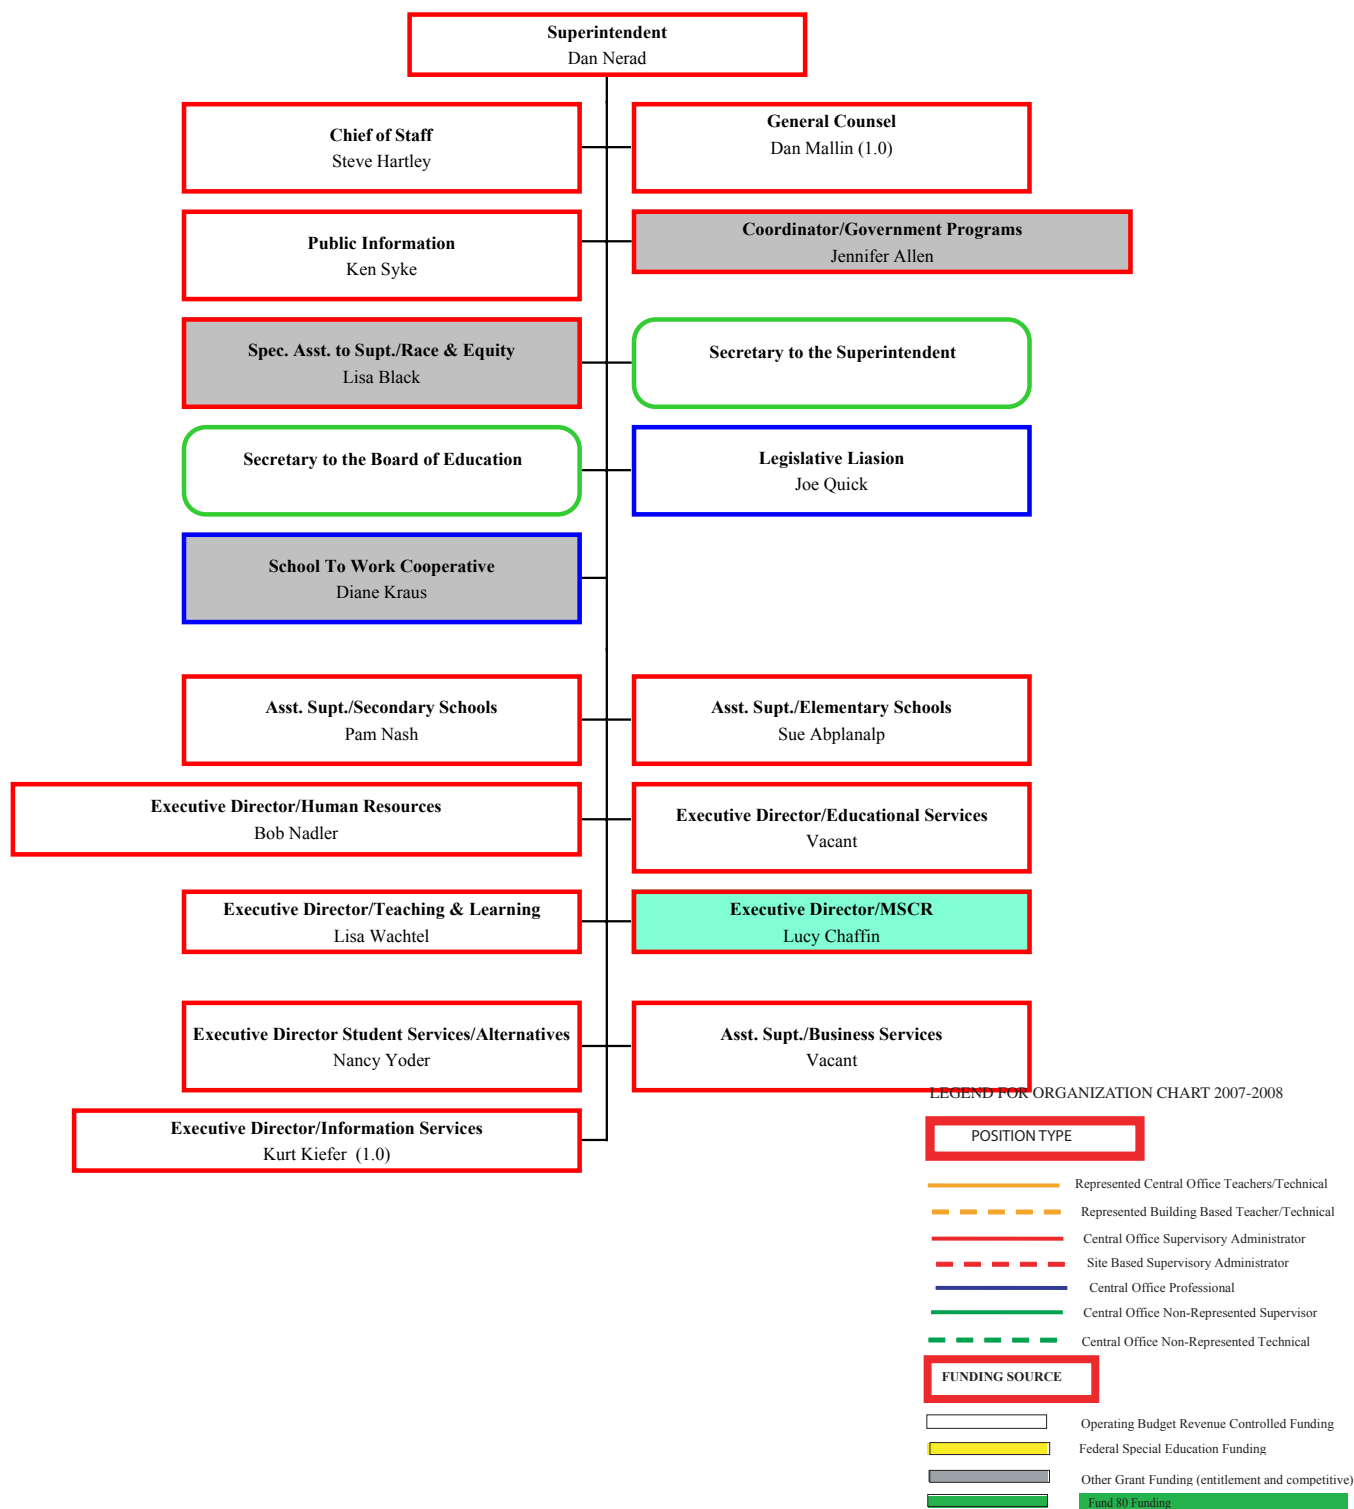 Superintendent
Dan Nerad
Chief of Staff
Steve Hartley
General Counsel
Dan Mallin (1.0)
Public Information
Ken Syke
Coordinator/Government Programs
Jennifer Allen
Spec. Asst. to Supt./Race & Equity
Lisa Black
Secretary to the Superintendent
Secretary to the Board of Education
Legislative Liasion
Joe Quick
School To Work Cooperative
Diane Kraus
Asst. Supt./Secondary Schools
Pam Nash
Asst. Supt./Elementary Schools
Sue Abplanalp
Executive Director/Human Resources
Bob Nadler
Executive Director/Educational Services
Vacant
Executive Director/Teaching & Learning
Lisa Wachtel
Executive Director/MSCR
Lucy Chaffin
Executive Director Student Services/Alternatives
Nancy Yoder
Asst. Supt./Business Services
Vacant
Executive Director/Information Services
Kurt Kiefer (1.0)
LEGEND FOR ORGANIZATION CHART 2007-2008
POSITION TYPE
Represented Central Office Teachers/Technical
Represented Building Based Teacher/Technical
Central Office Supervisory Administrator
Site Based Supervisory Administrator
Central Office Professional
Central Office Non-Represented Supervisor
Central Office Non-Represented Technical
FUNDING SOURCE
Operating Budget Revenue Controlled Funding
Federal Special Education Funding
Other Grant Funding (entitlement and competitive)
Fund 80 Funding